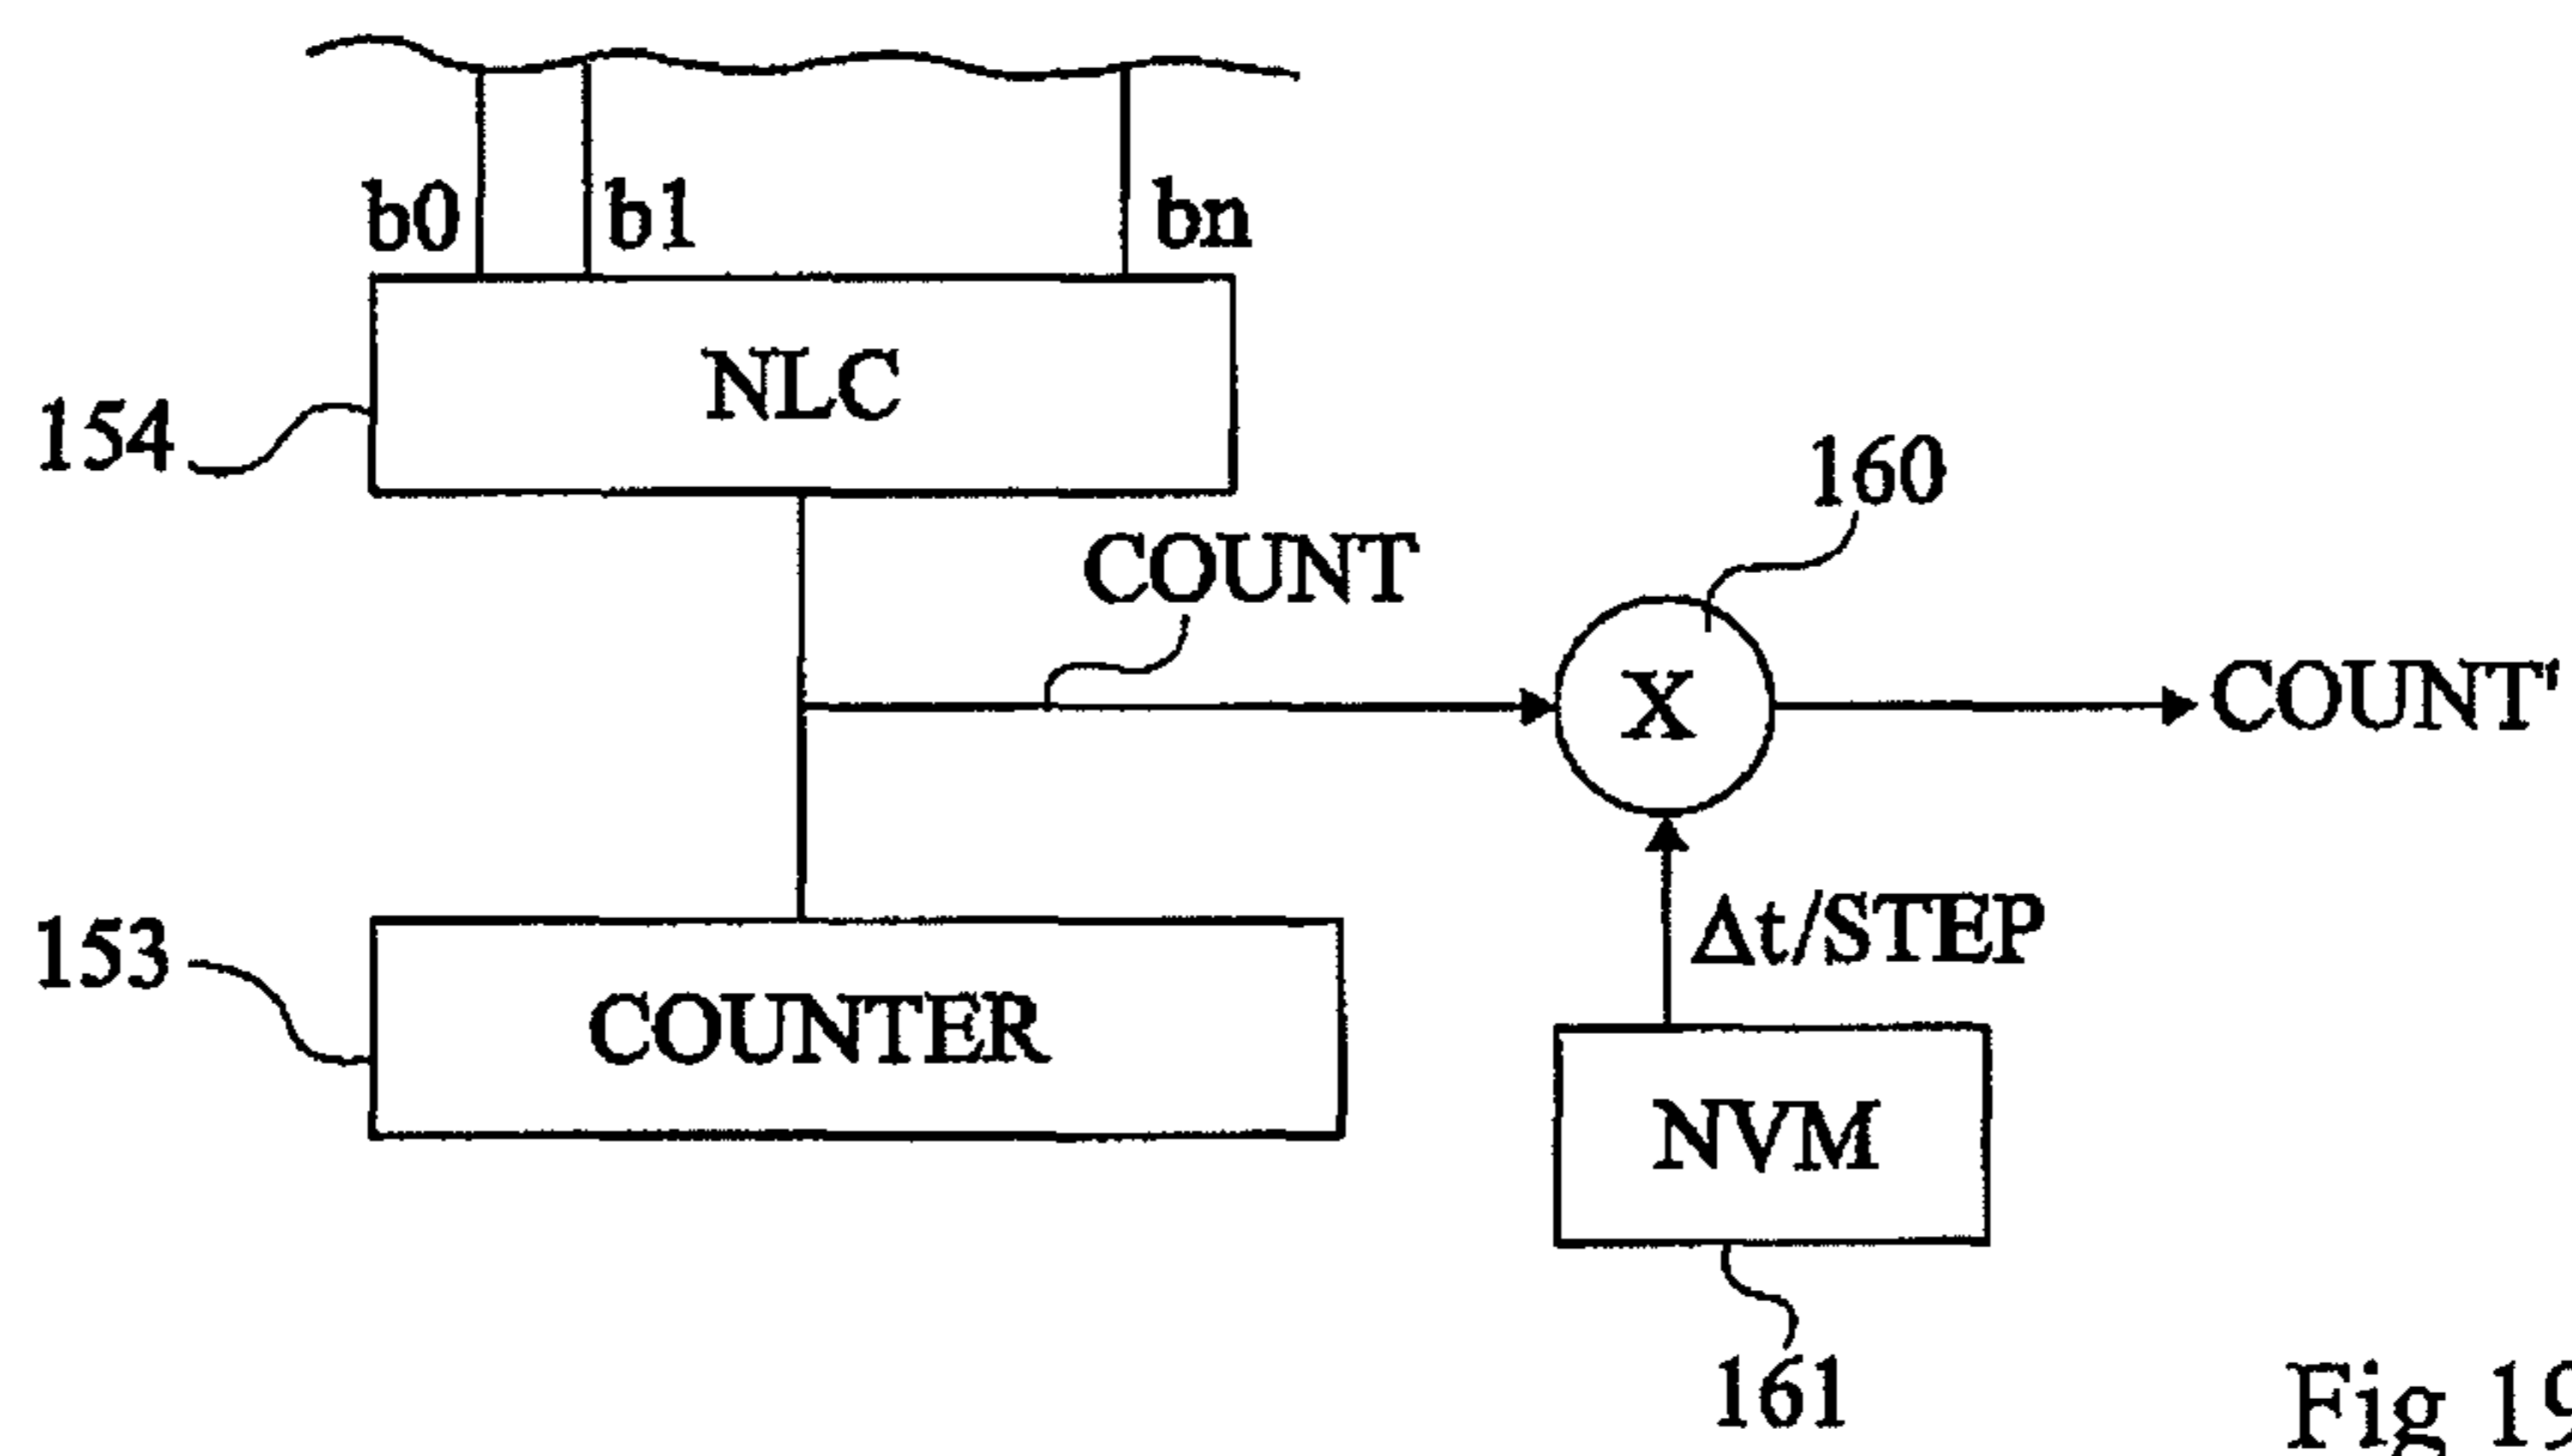 b0 b1 bn
NLC
154
160
COUNT
X
COUNT'
Δt/STEP
153
COUNTER
NVM
161
Fig 19